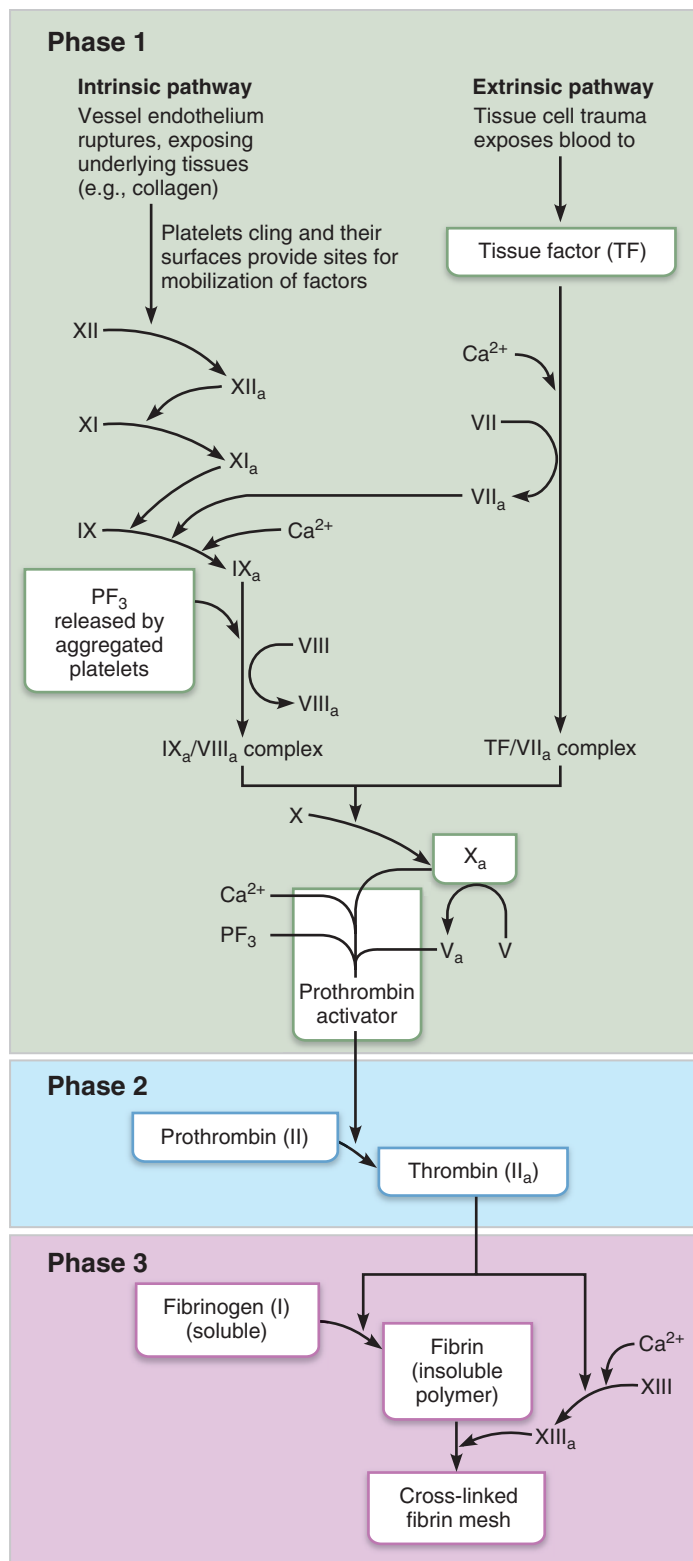 Phase 1
Intrinsic pathway
Vessel endothelium
ruptures, exposing
underlying tissues
(e.g., collagen)
Extrinsic pathway
Tissue cell trauma
exposes blood to
Platelets cling and their
surfaces provide sites for
mobilization of factors
Tissue factor (TF)
XII
XIIa
Ca2+
XI
VII
XIa
VIIa
IX
Ca2+
IXa
PF3
released by
aggregated
platelets
VIII
VIIIa
IXa/VIIIa complex
TF/VIIa complex
X
Xa
Ca2+
PF3
Va
V
Prothrombin
activator
Phase 2
Prothrombin (II)
Thrombin (IIa)
Phase 3
Fibrinogen (I)
(soluble)
Fibrin
(insoluble
polymer)
Ca2+
XIII
XIIIa
Cross-linked
fibrin mesh